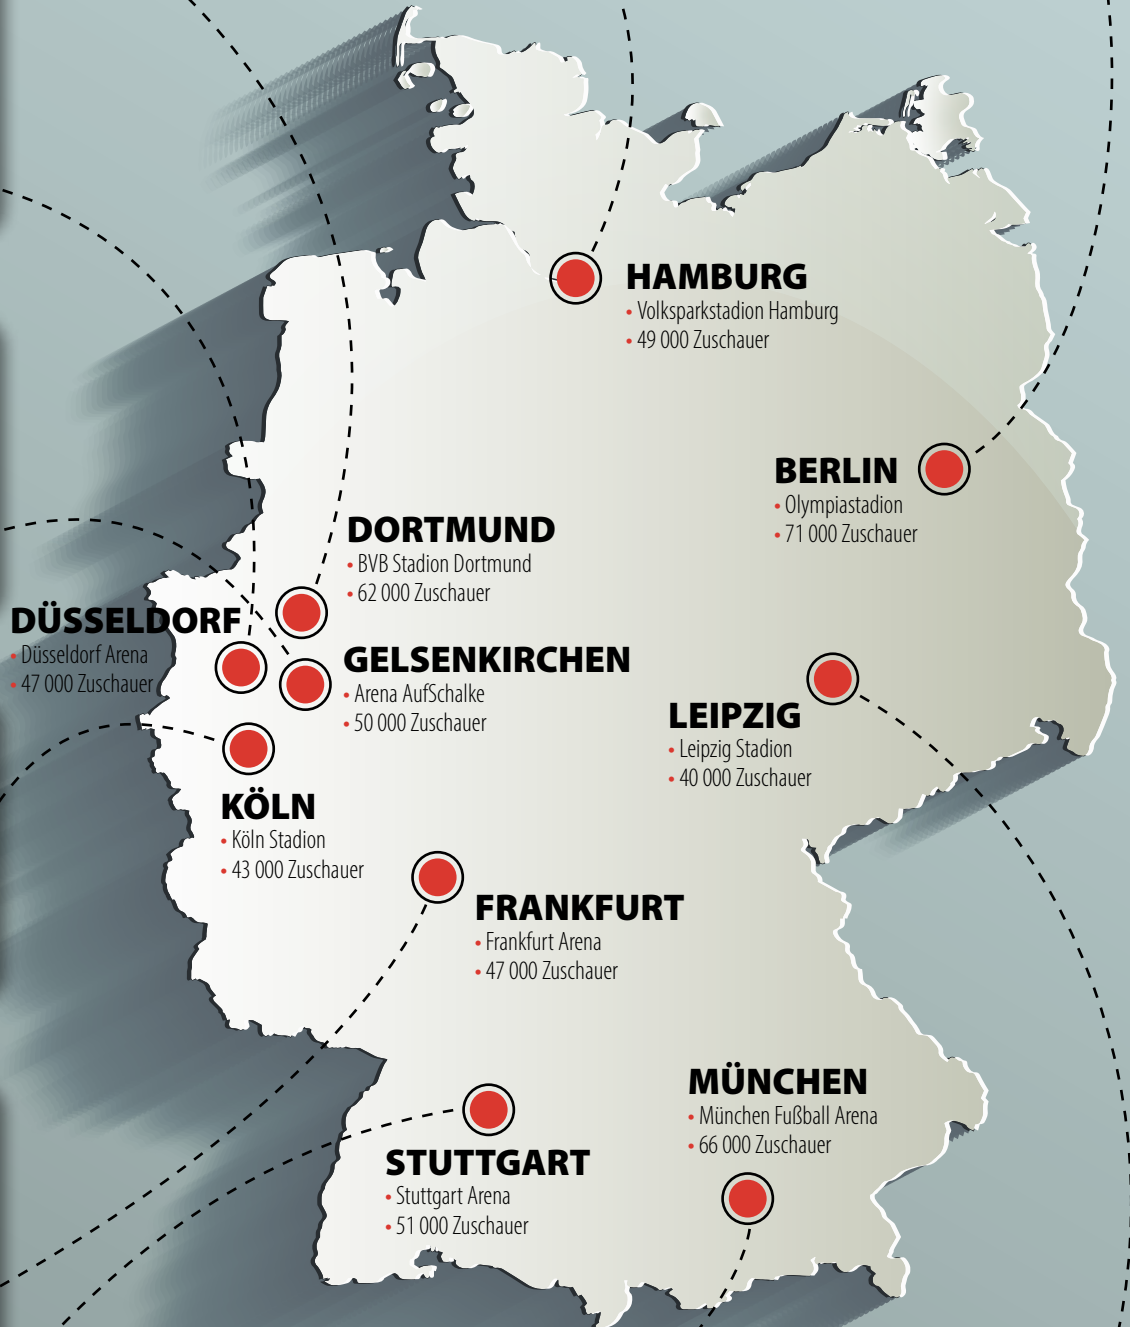 HAMBURG
• Volksparkstadion Hamburg
• 49 000 Zuschauer
BERLIN
• Olympiastadion
• 71 000 Zuschauer
DORTMUND
• BVB Stadion Dortmund
• 62 000 Zuschauer
DÜSSELDORF
• Düsseldorf Arena
• 47 000 Zuschauer
GELSENKIRCHEN
• Arena AufSchalke
• 50 000 Zuschauer
LEIPZIG
• Leipzig Stadion
• 40 000 Zuschauer
KÖLN
• Köln Stadion
• 43 000 Zuschauer
FRANKFURT
• Frankfurt Arena
• 47 000 Zuschauer
MÜNCHEN
• München Fußball Arena
• 66 000 Zuschauer
STUTTGART
• Stuttgart Arena
• 51 000 Zuschauer